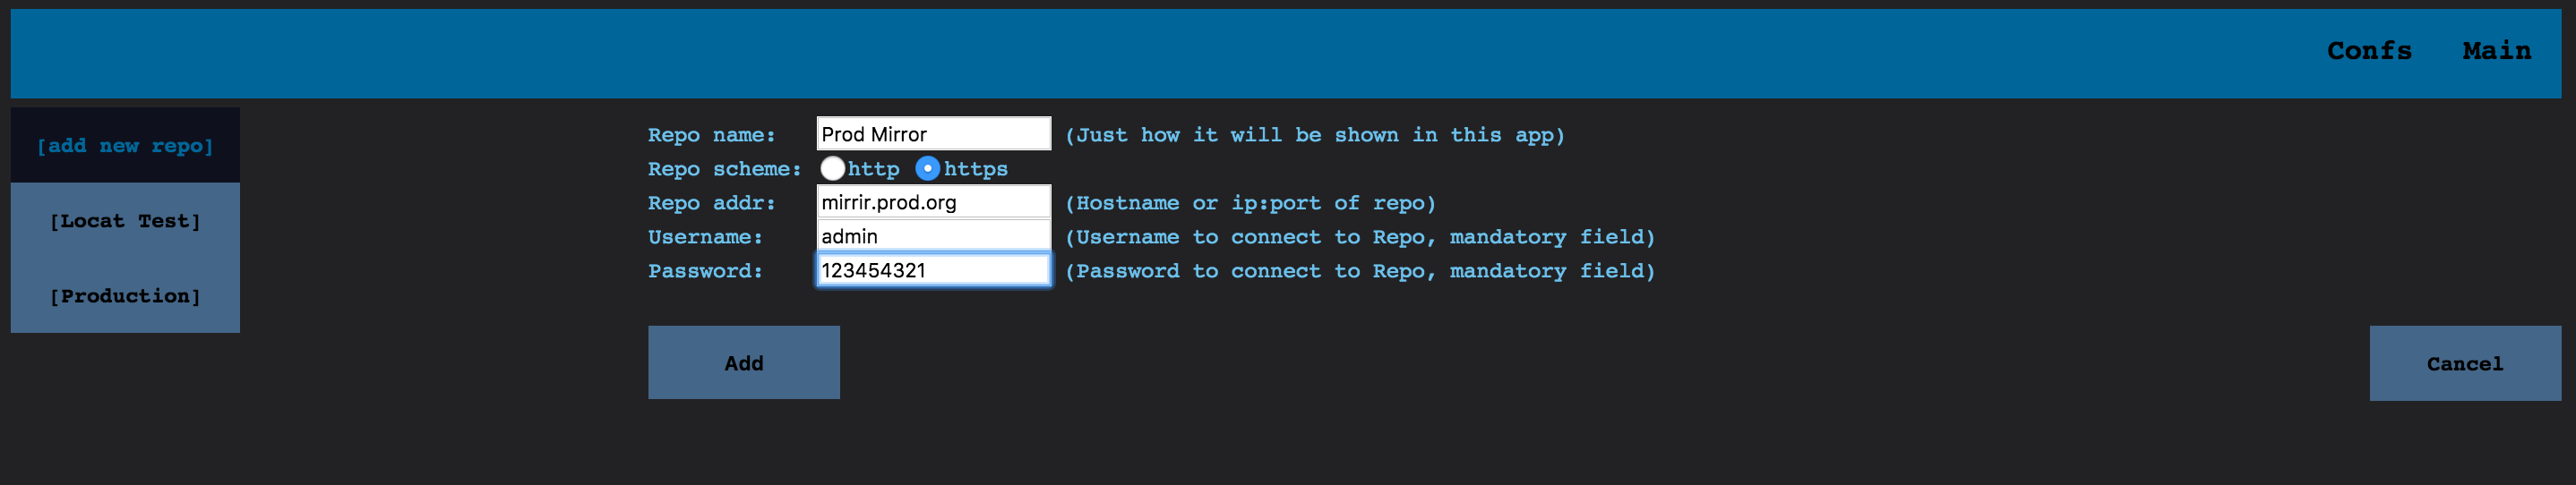 Confs Main
[add new repo]
[Locat Test]
[Production]
Repo name: Prod Mirror (Just how it will be shown in this app)
Repo scheme: http https
Repo addr: mirrir.prod.org (Hostname or ip:port of repo)
Username: admin (Username to connect to Repo, mandatory field)
Password: 123454321 (Password to connect to Repo, mandatory field)
Add Cancel